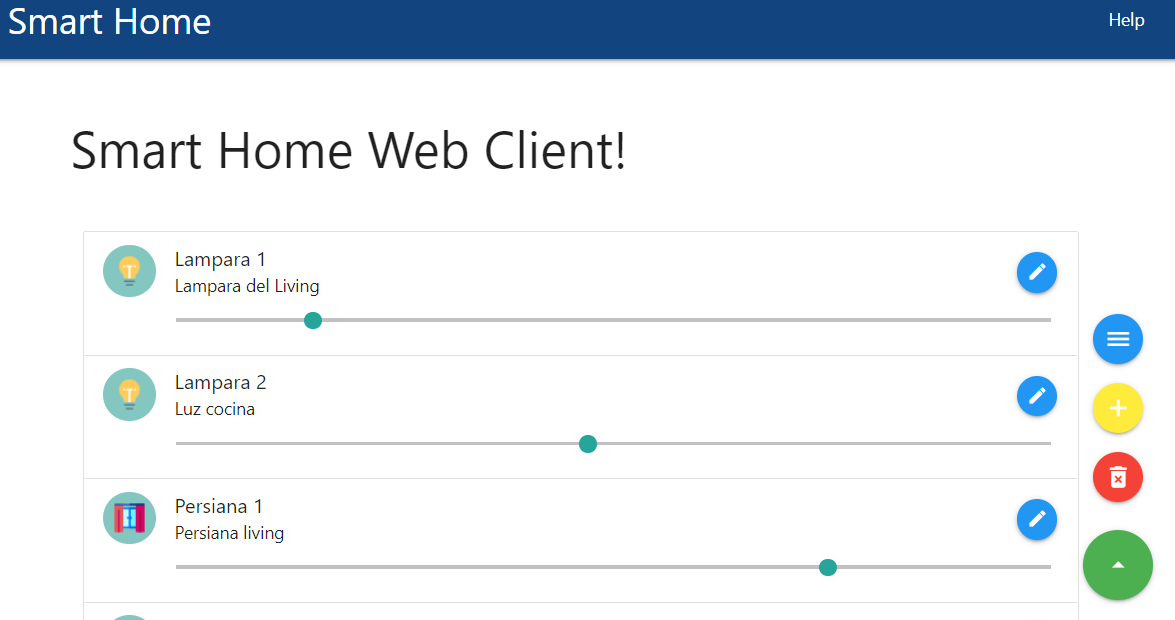 Smart Home
Help
Smart Home Web Client!
Lampara 1
Lampara del Living
Lampara 2
Luz cocina
Persiana 1
Persiana living